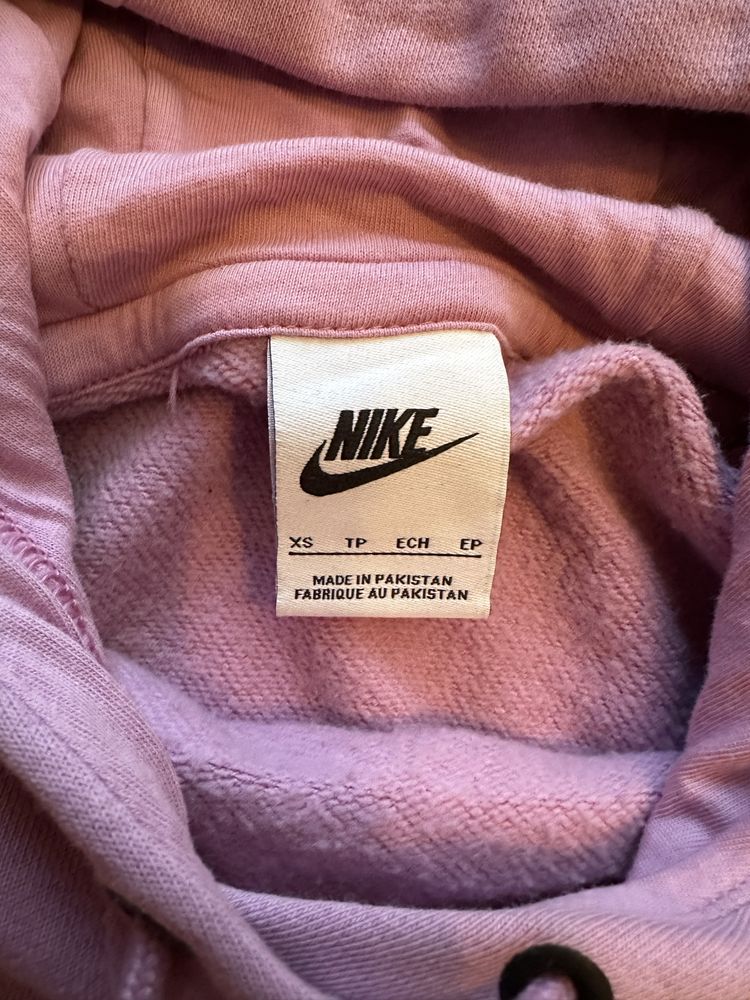 NIKE
XS TP ECH EP
MADE IN PAKISTAN
FABRIQUE AU PAKISTAN